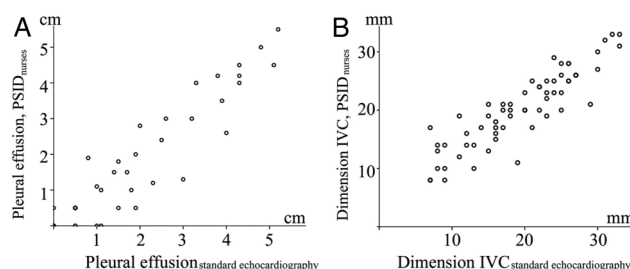 A
cm
Pleural effusion, PSIDnurses
5
4
3
2
1
1 2 3 4 5
cm
Pleural effusionstandard echocardiography
B
mm
Dimension IVC, PSIDnurses
30
20
10
10 20 30
mm
Dimension IVCstandard echocardiography